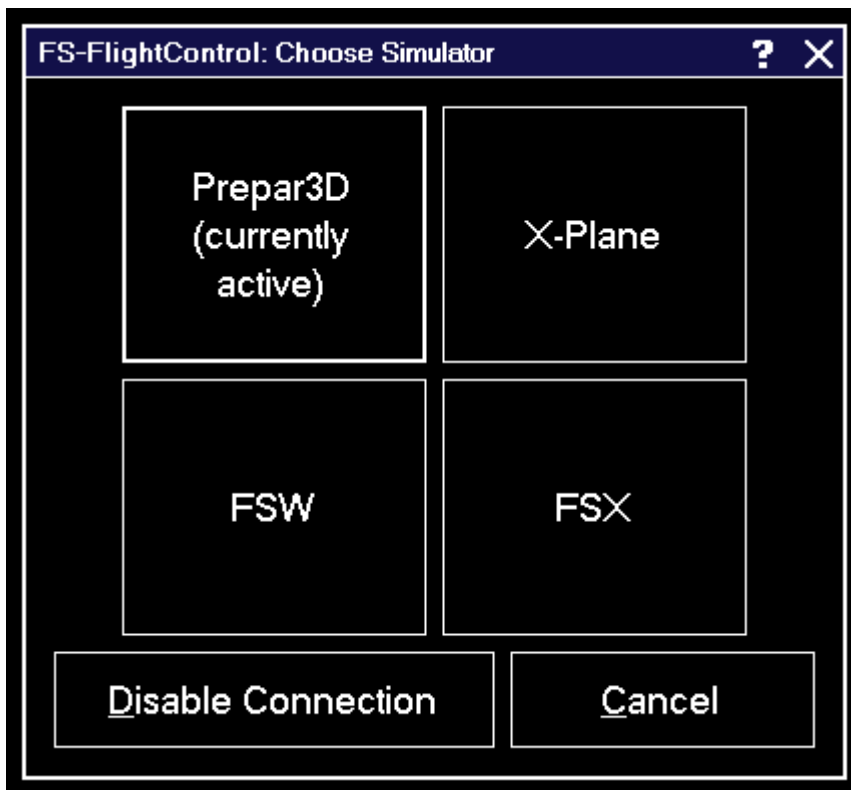 FS-FlightControl: Choose Simulator
Prepar3D
(currently
active)
X-Plane
FSW
FSX
Disable Connection
Cancel